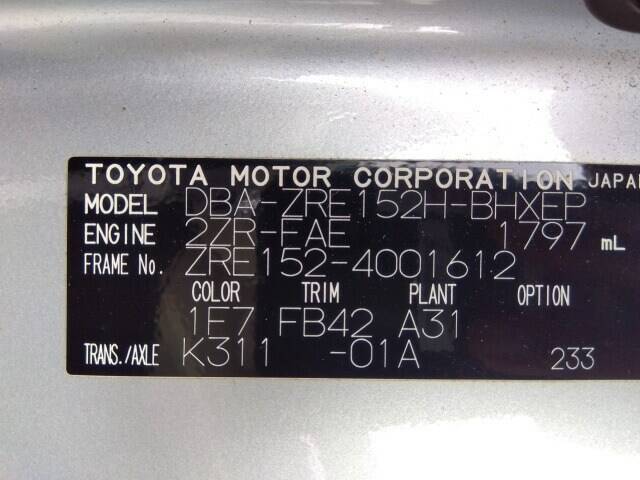 TOYOTA MOTOR CORPORATION JAPAN
MODEL DBA-ZRE152H-BHXEP
ENGINE 2ZR-FAE 1797 mL
FRAME No. ZRE152-4001612
COLOR TRIM PLANT OPTION
1F7 FB42 A31
TRANS./AXLE K311 -01A 233